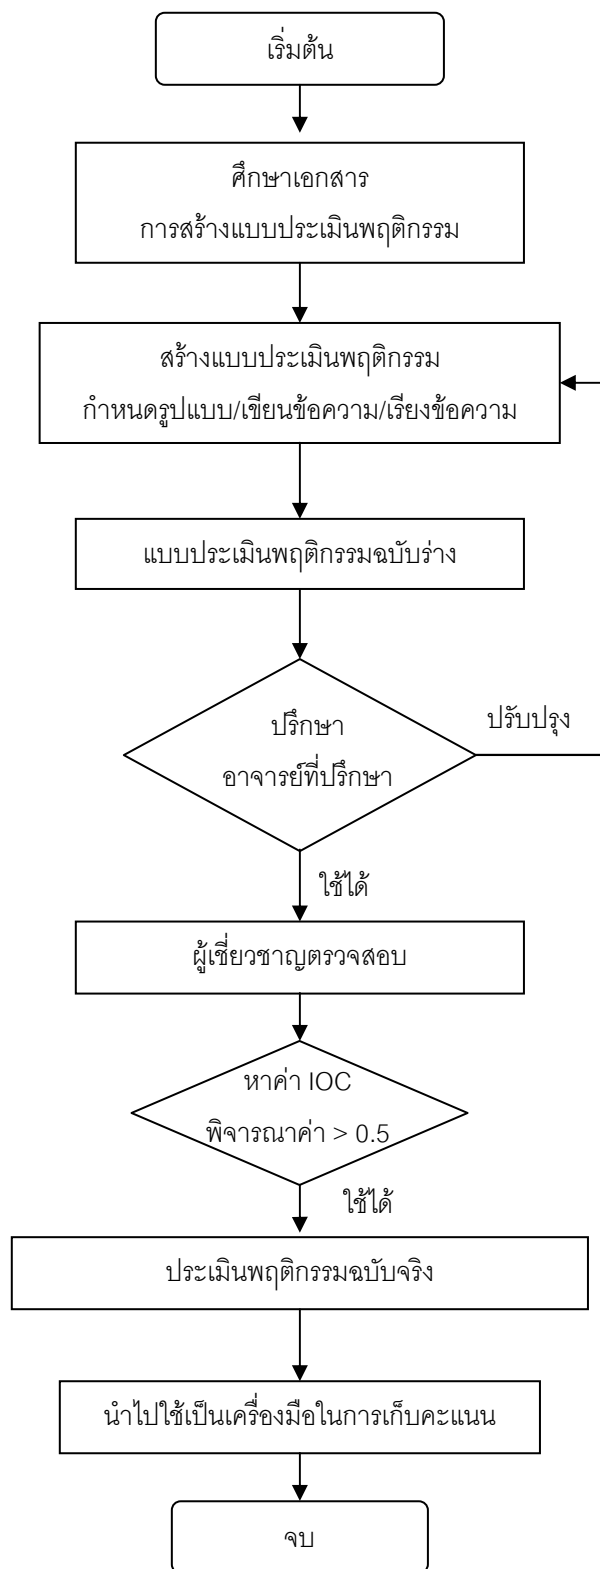 เริ่มต้น
ศึกษาเอกสาร
การสร้างแบบประเมินพฤติกรรม
สร้างแบบประเมินพฤติกรรม
กำหนดรูปแบบ/เขียนข้อความ/เรียงข้อความ
แบบประเมินพฤติกรรมฉบับร่าง
ปรึกษา
อาจารย์ที่ปรึกษา
ปรับปรุง
ใช้ได้
ผู้เชี่ยวชาญตรวจสอบ
หาค่า IOC
พิจารณาค่า > 0.5
ใช้ได้
ประเมินพฤติกรรมฉบับจริง
นำไปใช้เป็นเครื่องมือในการเก็บคะแนน
จบ